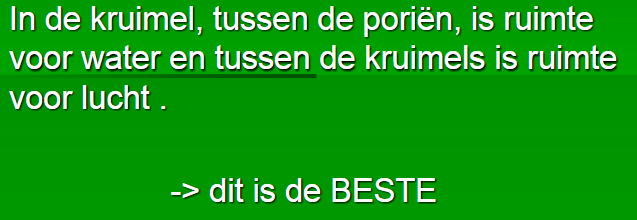 In de kruimel, tussen de poriën, is ruimte
voor water en tussen de kruimels is ruimte
voor lucht .
-> dit is de BESTE